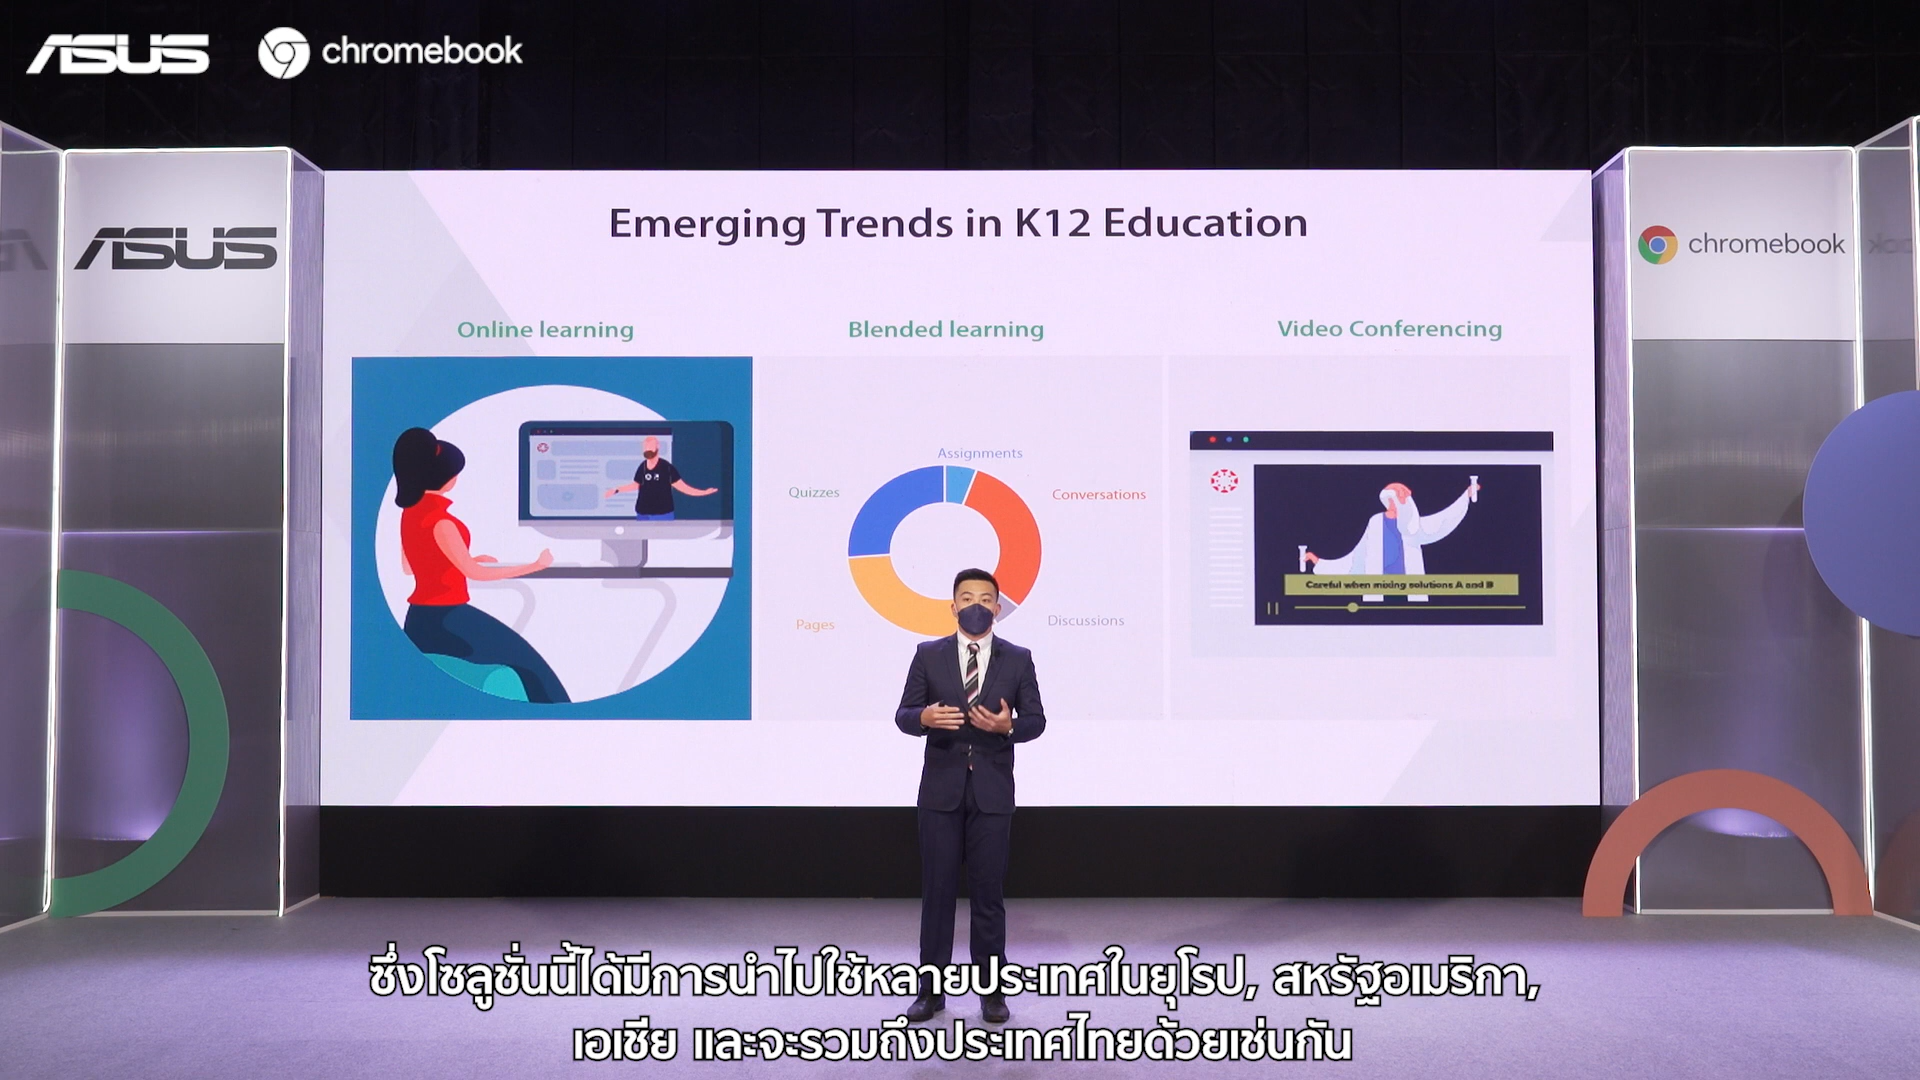 ASUS chromebook
ASUS
chromebook
Emerging Trends in K12 Education
Online learning
Blended learning
Video Conferencing
Assignments
Quizzes
Conversations
Pages
Discussions
Careful when mixing solutions A and B
ซึ่งโซลูชั่นนี้ได้มีการนำไปใช้หลายประเทศในยุโรป, สหรัฐอเมริกา,
เอเชีย และจะรวมถึงประเทศไทยด้วยเช่นกัน